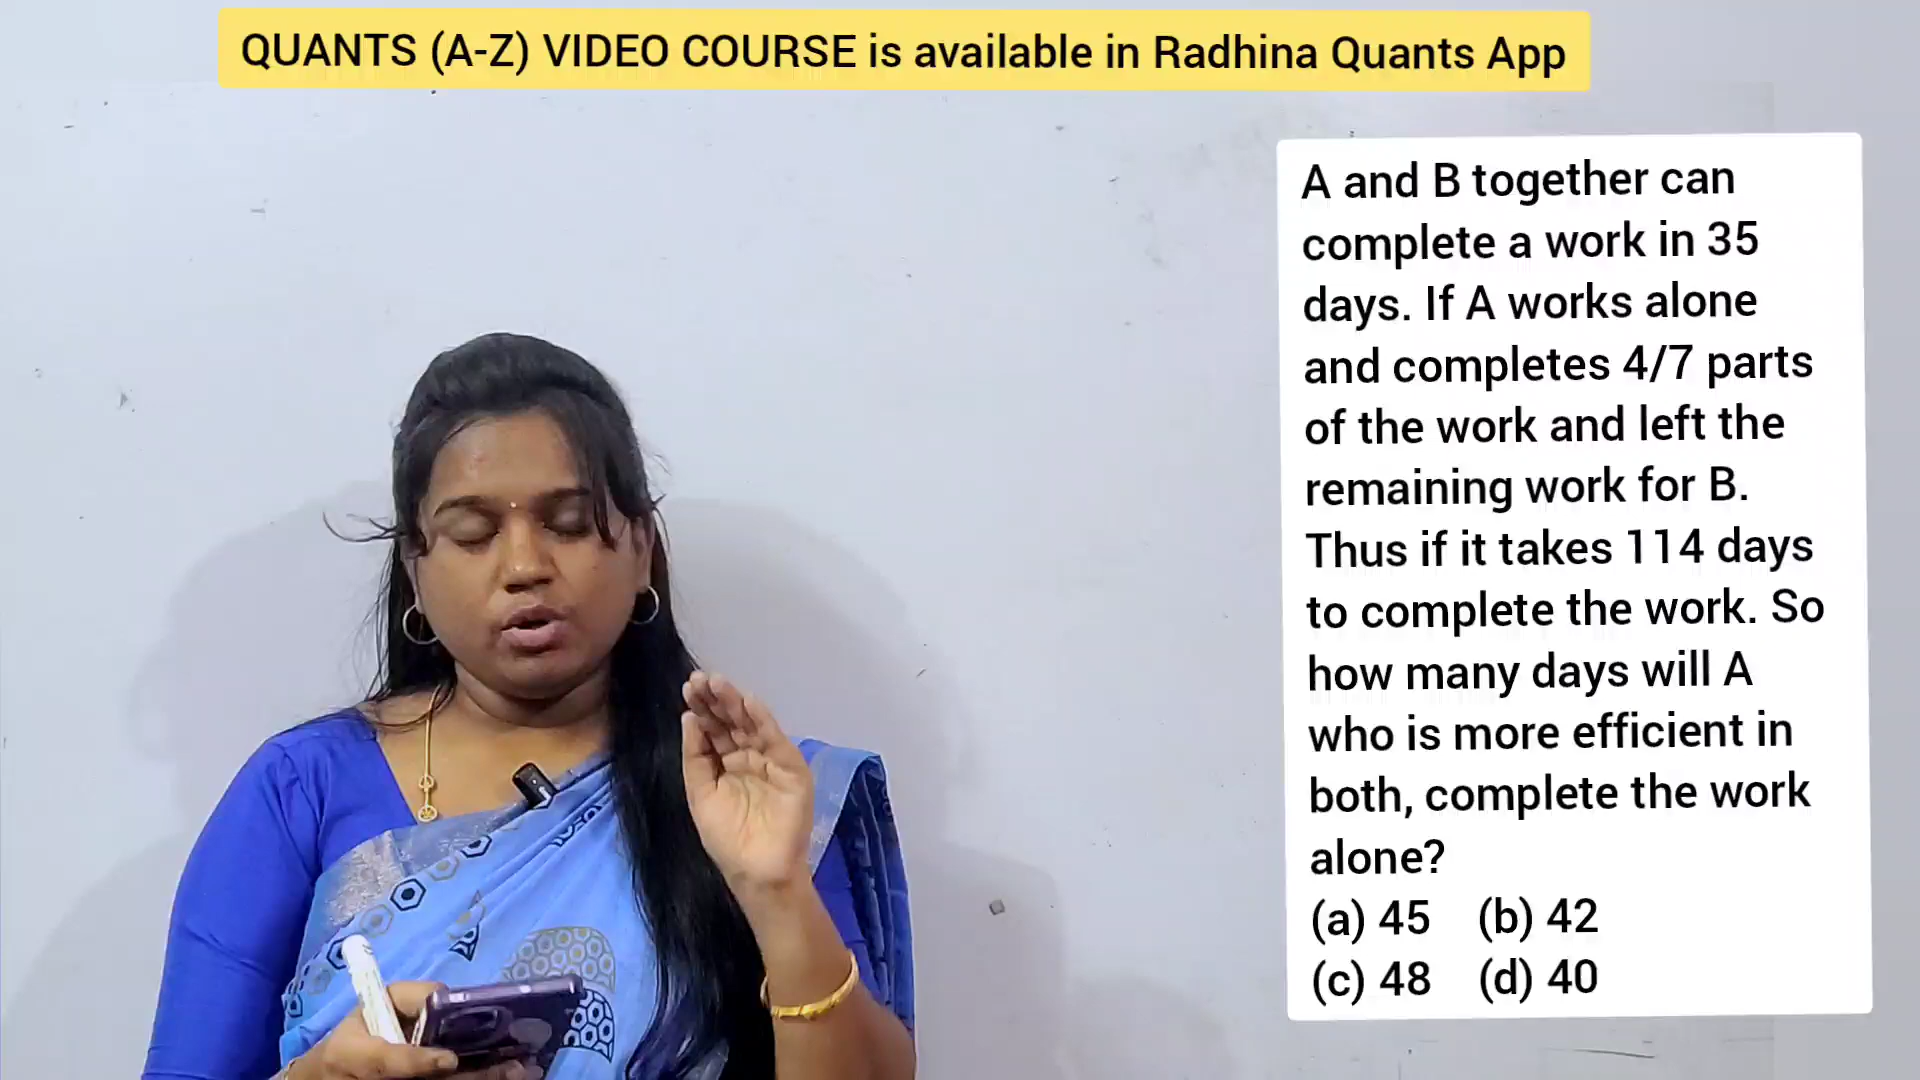 QUANTS (A-Z) VIDEO COURSE is available in Radhina Quants App
A and B together can
complete a work in 35
days. If A works alone
and completes 4/7 parts
of the work and left the
remaining work for B.
Thus if it takes 114 days
to complete the work. So
how many days will A
who is more efficient in
both, complete the work
alone?
(a) 45 (b) 42
(c) 48 (d) 40